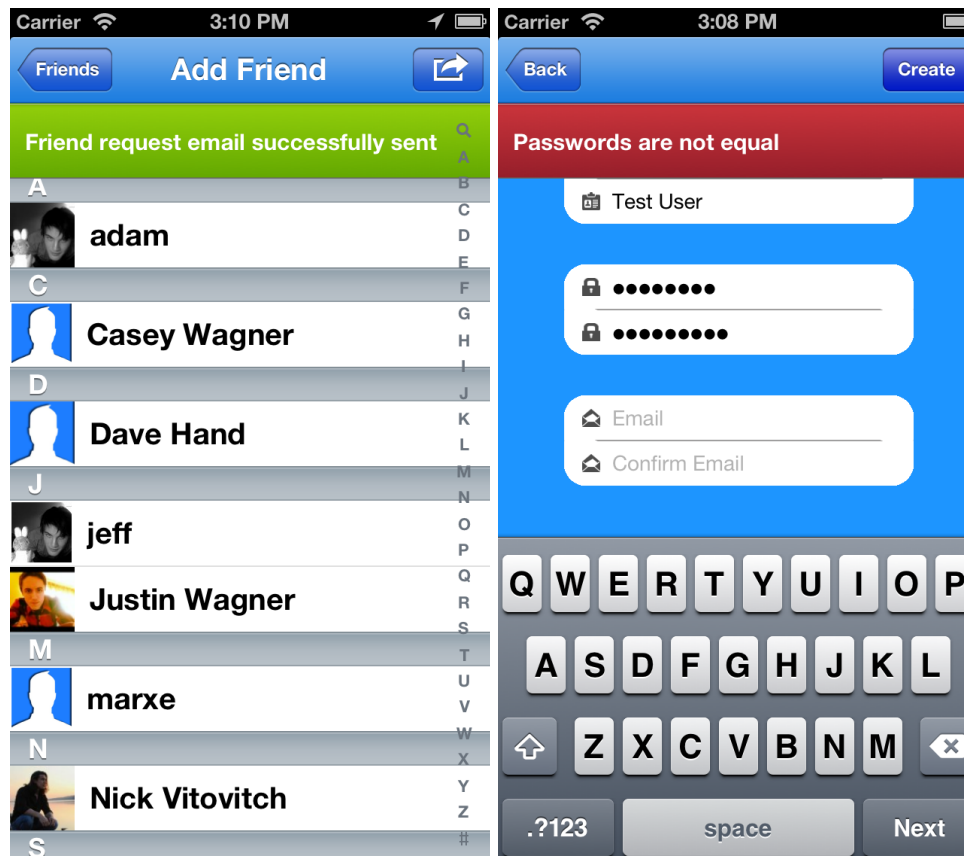 Carrier 3:10 PM
Friends Add Friend
Friend request email successfully sent
A
adam
C
Casey Wagner
D
Dave Hand
J
jeff
Justin Wagner
M
marxe
N
Nick Vitovitch
S
A
B
C
D
E
F
G
H
I
J
K
L
M
N
O
P
Q
R
S
T
U
V
W
X
Y
Z
#
Carrier 3:08 PM
Back Create
Passwords are not equal
Test User
Email
Confirm Email
Q W E R T Y U I O P
A S D F G H J K L
Z X C V B N M
.?123 space Next